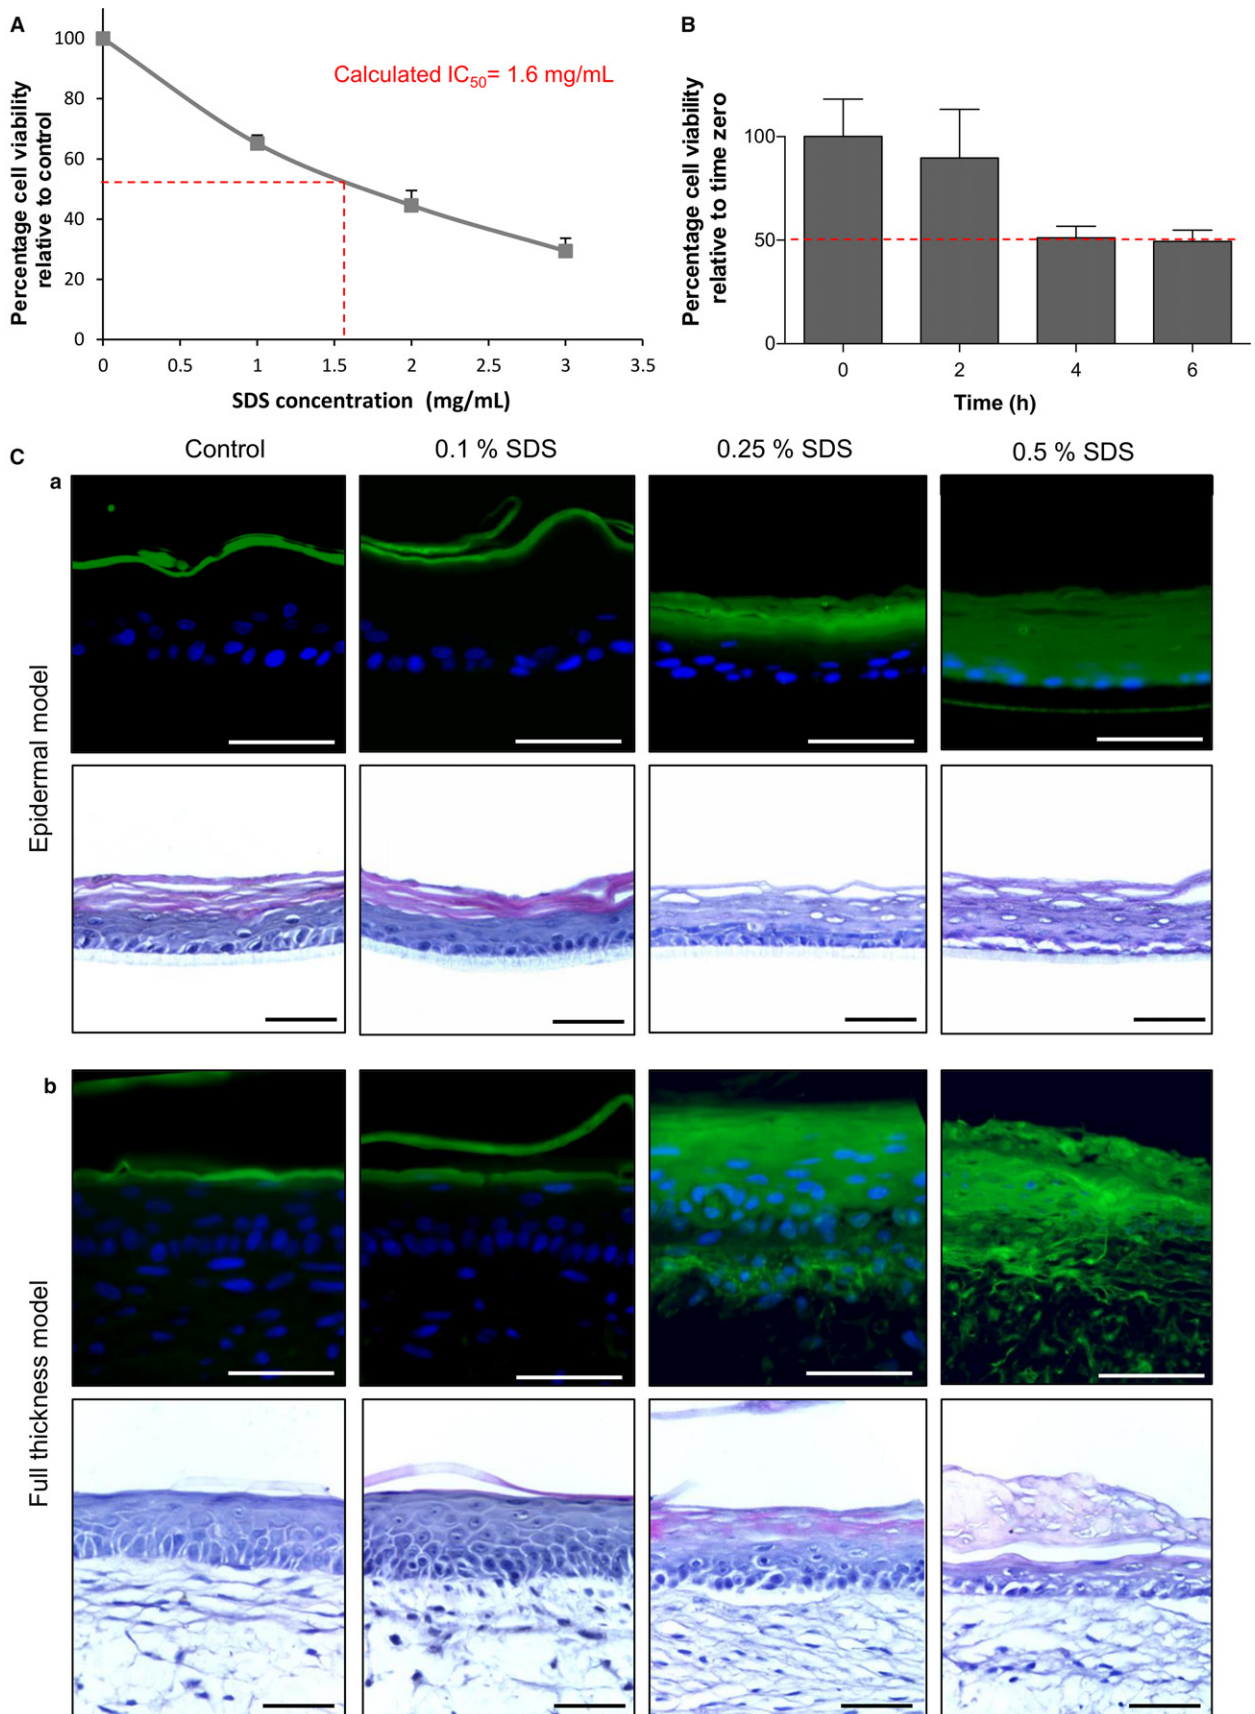 A
Percentage cell viability
relative to control
100
80
60
40
20
0
Calculated IC50= 1.6 mg/mL
0 0.5 1 1.5 2 2.5 3 3.5
SDS concentration (mg/mL)
B
Percentage cell viability
relative to time zero
100
50
0
0 2 4 6
Time (h)
C
Control 0.1 % SDS 0.25 % SDS 0.5 % SDS
a
Epidermal model
b
Full thickness model